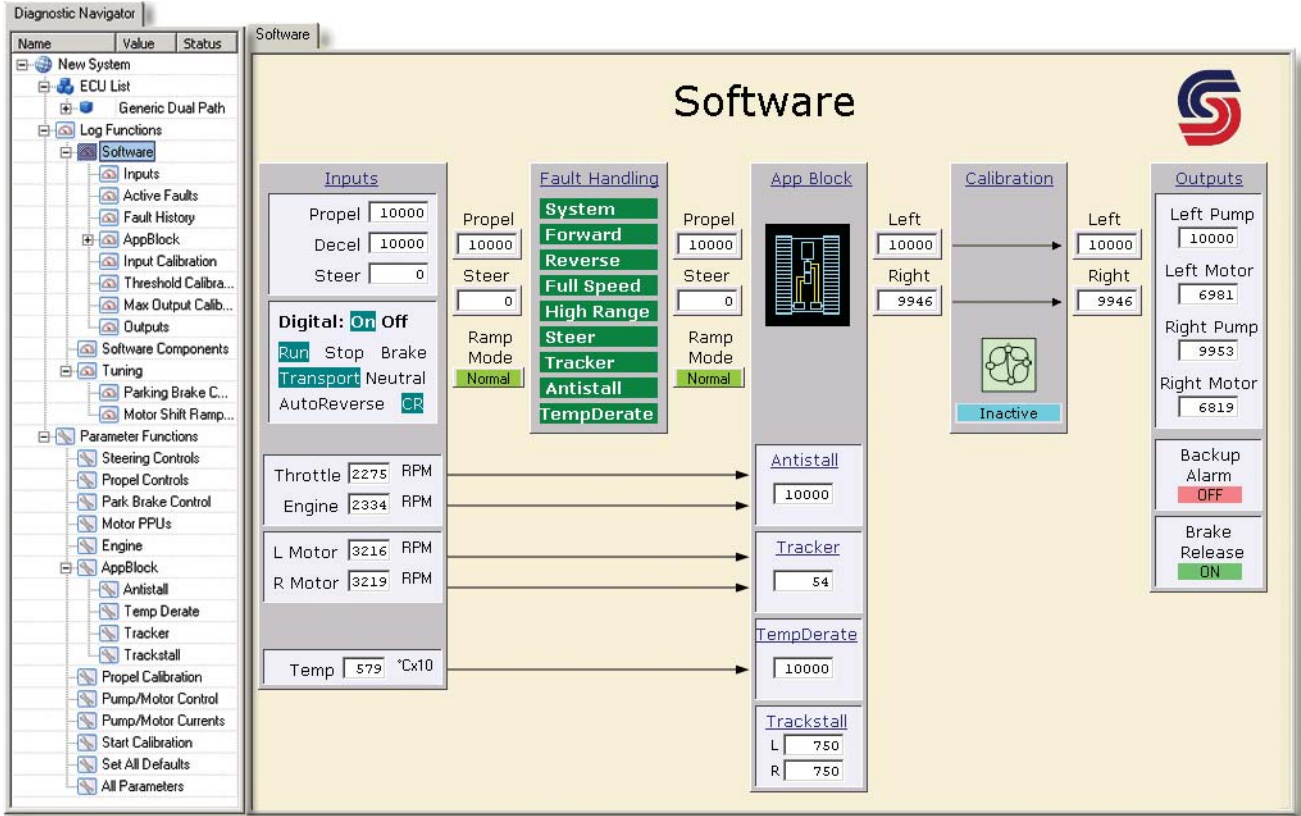 Diagnostic Navigator
Name Value Status
New System
ECU List
Generic Dual Path
Log Functions
Software
Inputs
Active Faults
Fault History
AppBlock
Input Calibration
Threshold Calibra...
Max Output Calib...
Outputs
Software Components
Tuning
Parking Brake C...
Motor Shift Ramp...
Parameter Functions
Steering Controls
Propel Controls
Park Brake Control
Motor PPUs
Engine
AppBlock
Antistall
Temp Derate
Tracker
Trackstall
Propel Calibration
Pump/Motor Control
Pump/Motor Currents
Start Calibration
Set All Defaults
All Parameters
Software
Software
Inputs
Propel 10000
Decel 10000
Steer 0
Digital: On Off
Run Stop Brake
Transport Neutral
AutoReverse CR
Throttle 2275 RPM
Engine 2334 RPM
L Motor 3216 RPM
R Motor 3219 RPM
Temp 579 °Cx10
Propel
10000
Steer
0
Ramp
Mode
Normal
Fault Handling
System
Forward
Reverse
Full Speed
High Range
Steer
Tracker
Antistall
TempDerate
Propel
10000
Steer
0
Ramp
Mode
Normal
App Block
Antistall
10000
Tracker
54
TempDerate
10000
Trackstall
L 750
R 750
Left
10000
Right
9946
Calibration
Inactive
Left
10000
Right
9946
Outputs
Left Pump
10000
Left Motor
6981
Right Pump
9953
Right Motor
6819
Backup
Alarm
OFF
Brake
Release
ON